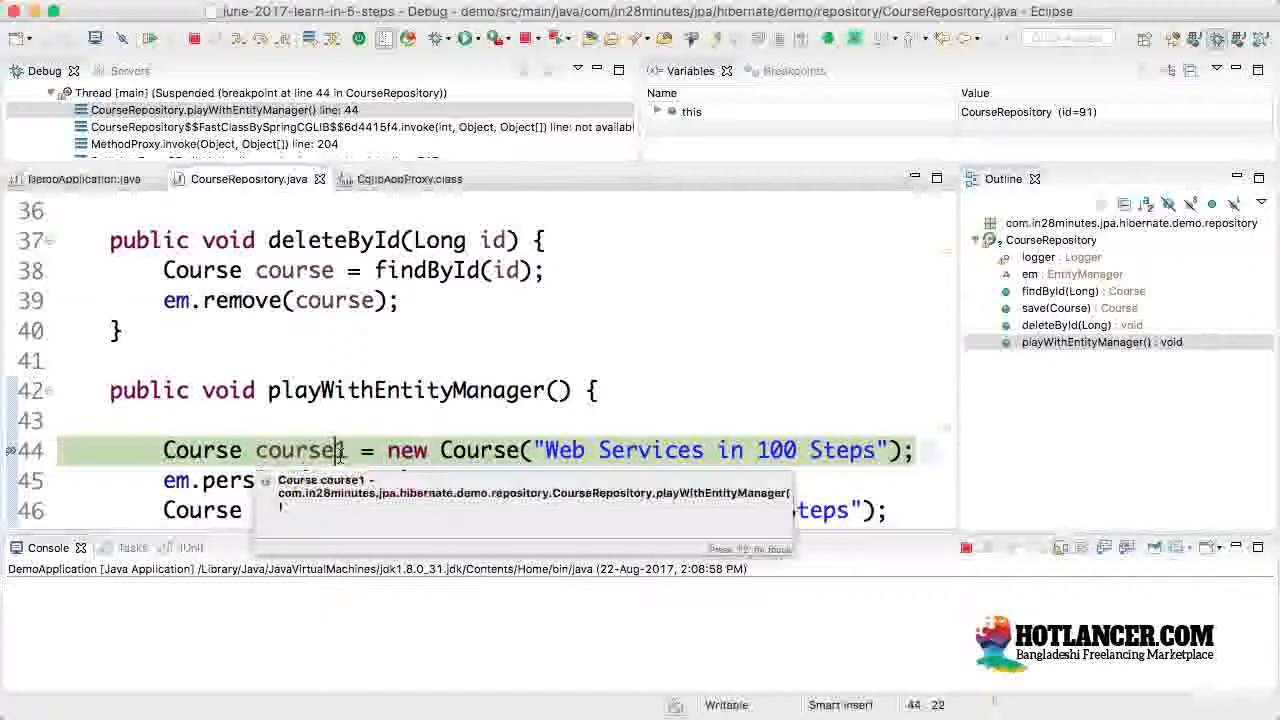 june-2017-learn-in-5-steps - Debug - demo/src/main/java/com/in28minutes/jpa/hibernate/demo/repository/CourseRepository.java - Eclipse
Quick Access
Debug
Servers
Variables
Breakpoints
Thread [main] (Suspended (breakpoint at line 44 in CourseRepository))
CourseRepository.playWithEntityManager() line: 44
CourseRepository$$FastClassBySpringCGLIB$$6d4415f4.invoke(int, Object, Object[]) line: not availab
MethodProxy.invoke(Object, Object[]) line: 204
Name Value
this CourseRepository (id=91)
DemoApplication.java
CourseRepository.java
CglibAopProxy.class
36
37 public void deleteById(Long id) {
38 Course course = findById(id);
39 em.remove(course);
40 }
41
42 public void playWithEntityManager() {
43
44 Course course1 = new Course("Web Services in 100 Steps");
45 em.pers
46 Course teps");
Course course1 -
com.in28minutes.jpa.hibernate.demo.repository.CourseRepository.playWithEntityManager(
)
Press 'F2' for focus
Outline
com.in28minutes.jpa.hibernate.demo.repository
CourseRepository
logger : Logger
em : EntityManager
findById(Long) : Course
save(Course) : Course
deleteById(Long) : void
playWithEntityManager() : void
Console
Tasks
JUnit
DemoApplication [Java Application] /Library/Java/JavaVirtualMachines/jdk1.8.0_31.jdk/Contents/Home/bin/java (22-Aug-2017, 2:08:58 PM)
HOTLANCER.COM
Bangladeshi Freelancing Marketplace
Writable
Smart Insert
44 : 22